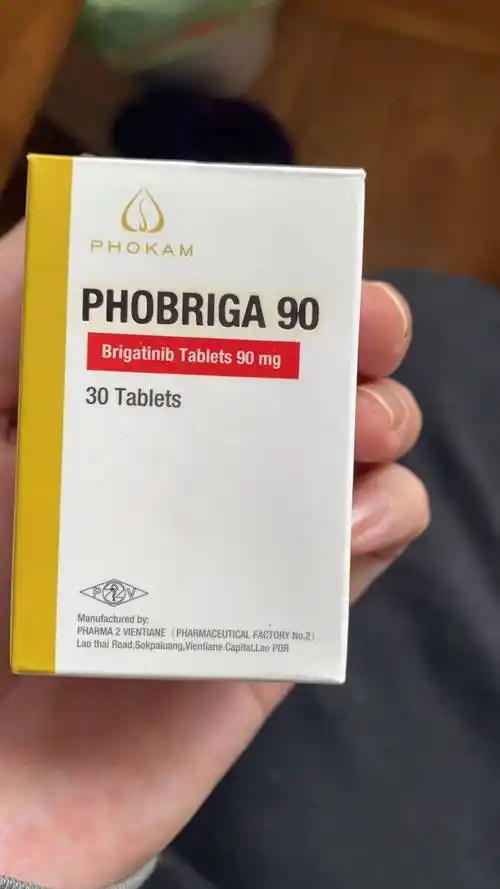 PHOKAM
PHOBRIGA 90
Brigatinib Tablets 90 mg
30 Tablets
P2V
Manufactured by:
PHARMA 2 VIENTIANE (PHARMACEUTICAL FACTORY No.2)
Lao thai Road,Sokpaluang,Vientiane Capital,Lao PDR